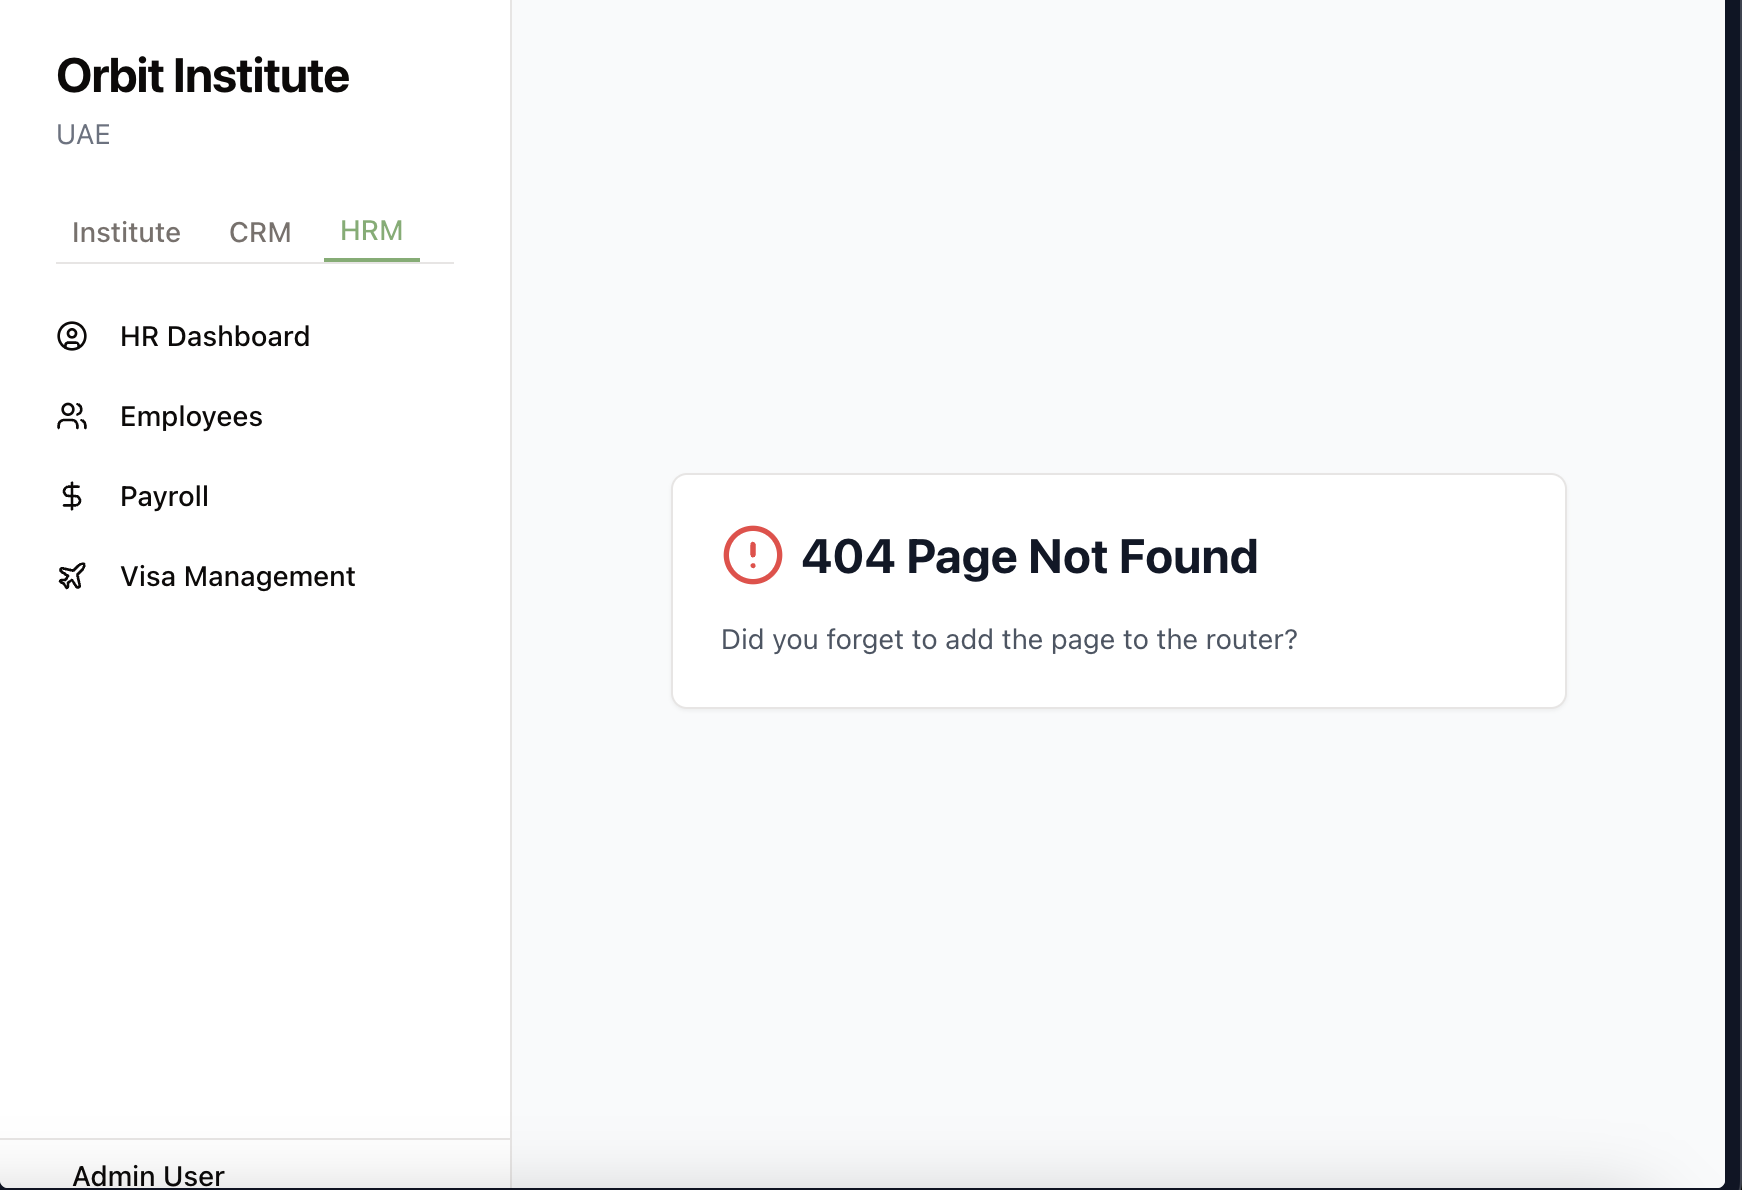 Orbit Institute
UAE
Institute CRM HRM
HR Dashboard
Employees
Payroll
Visa Management
404 Page Not Found
Did you forget to add the page to the router?
Admin User